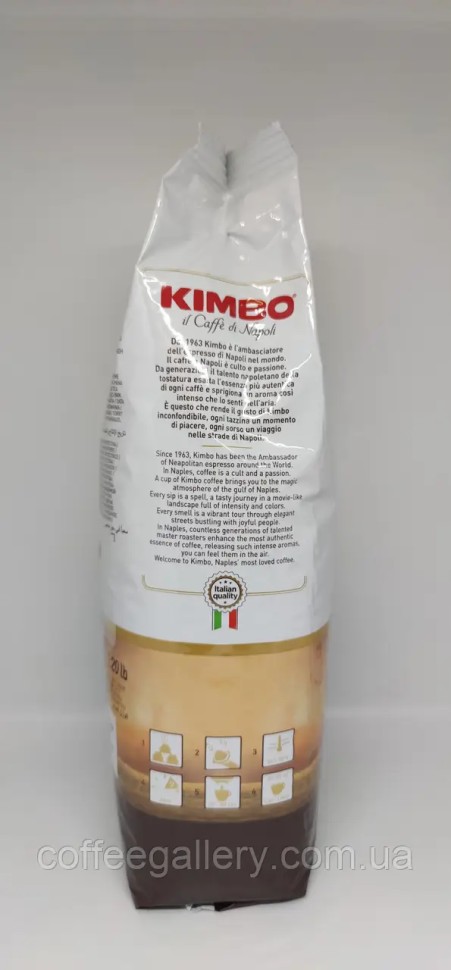 KIMBO®
il Caffè di Napoli
Dal 1963 Kimbo è l'ambasciatore
dell'espresso di Napoli nel mondo.
Il caffè a Napoli è culto e passione.
Da generazioni, il talento napoletano della
tostatura esalta l'essenza più autentica
di ogni caffè e sprigiona un aroma così
intenso che lo senti nell'aria.
È questo che rende il gusto di Kimbo
inconfondibile, ogni tazzina un momento
di piacere, ogni sorso un viaggio
nelle strade di Napoli.
Since 1963, Kimbo has been the Ambassador
of Neapolitan espresso around the World.
In Naples, coffee is a cult and a passion.
A cup of Kimbo coffee brings you to the magic
atmosphere of the gulf of Naples.
Every sip is a spell, a tasty journey in a movie-like
landscape full of intensity and colors.
Every smell is a vibrant tour through elegant
streets bustling with joyful people.
In Naples, countless generations of talented
master roasters enhance the most authentic
essence of coffee, releasing such intense aromas,
you can feel them in the air.
Welcome to Kimbo, Naples' most loved coffee.
Italian
quality
20 lb
1 2 3
4 5 6
coffeegallery.com.ua